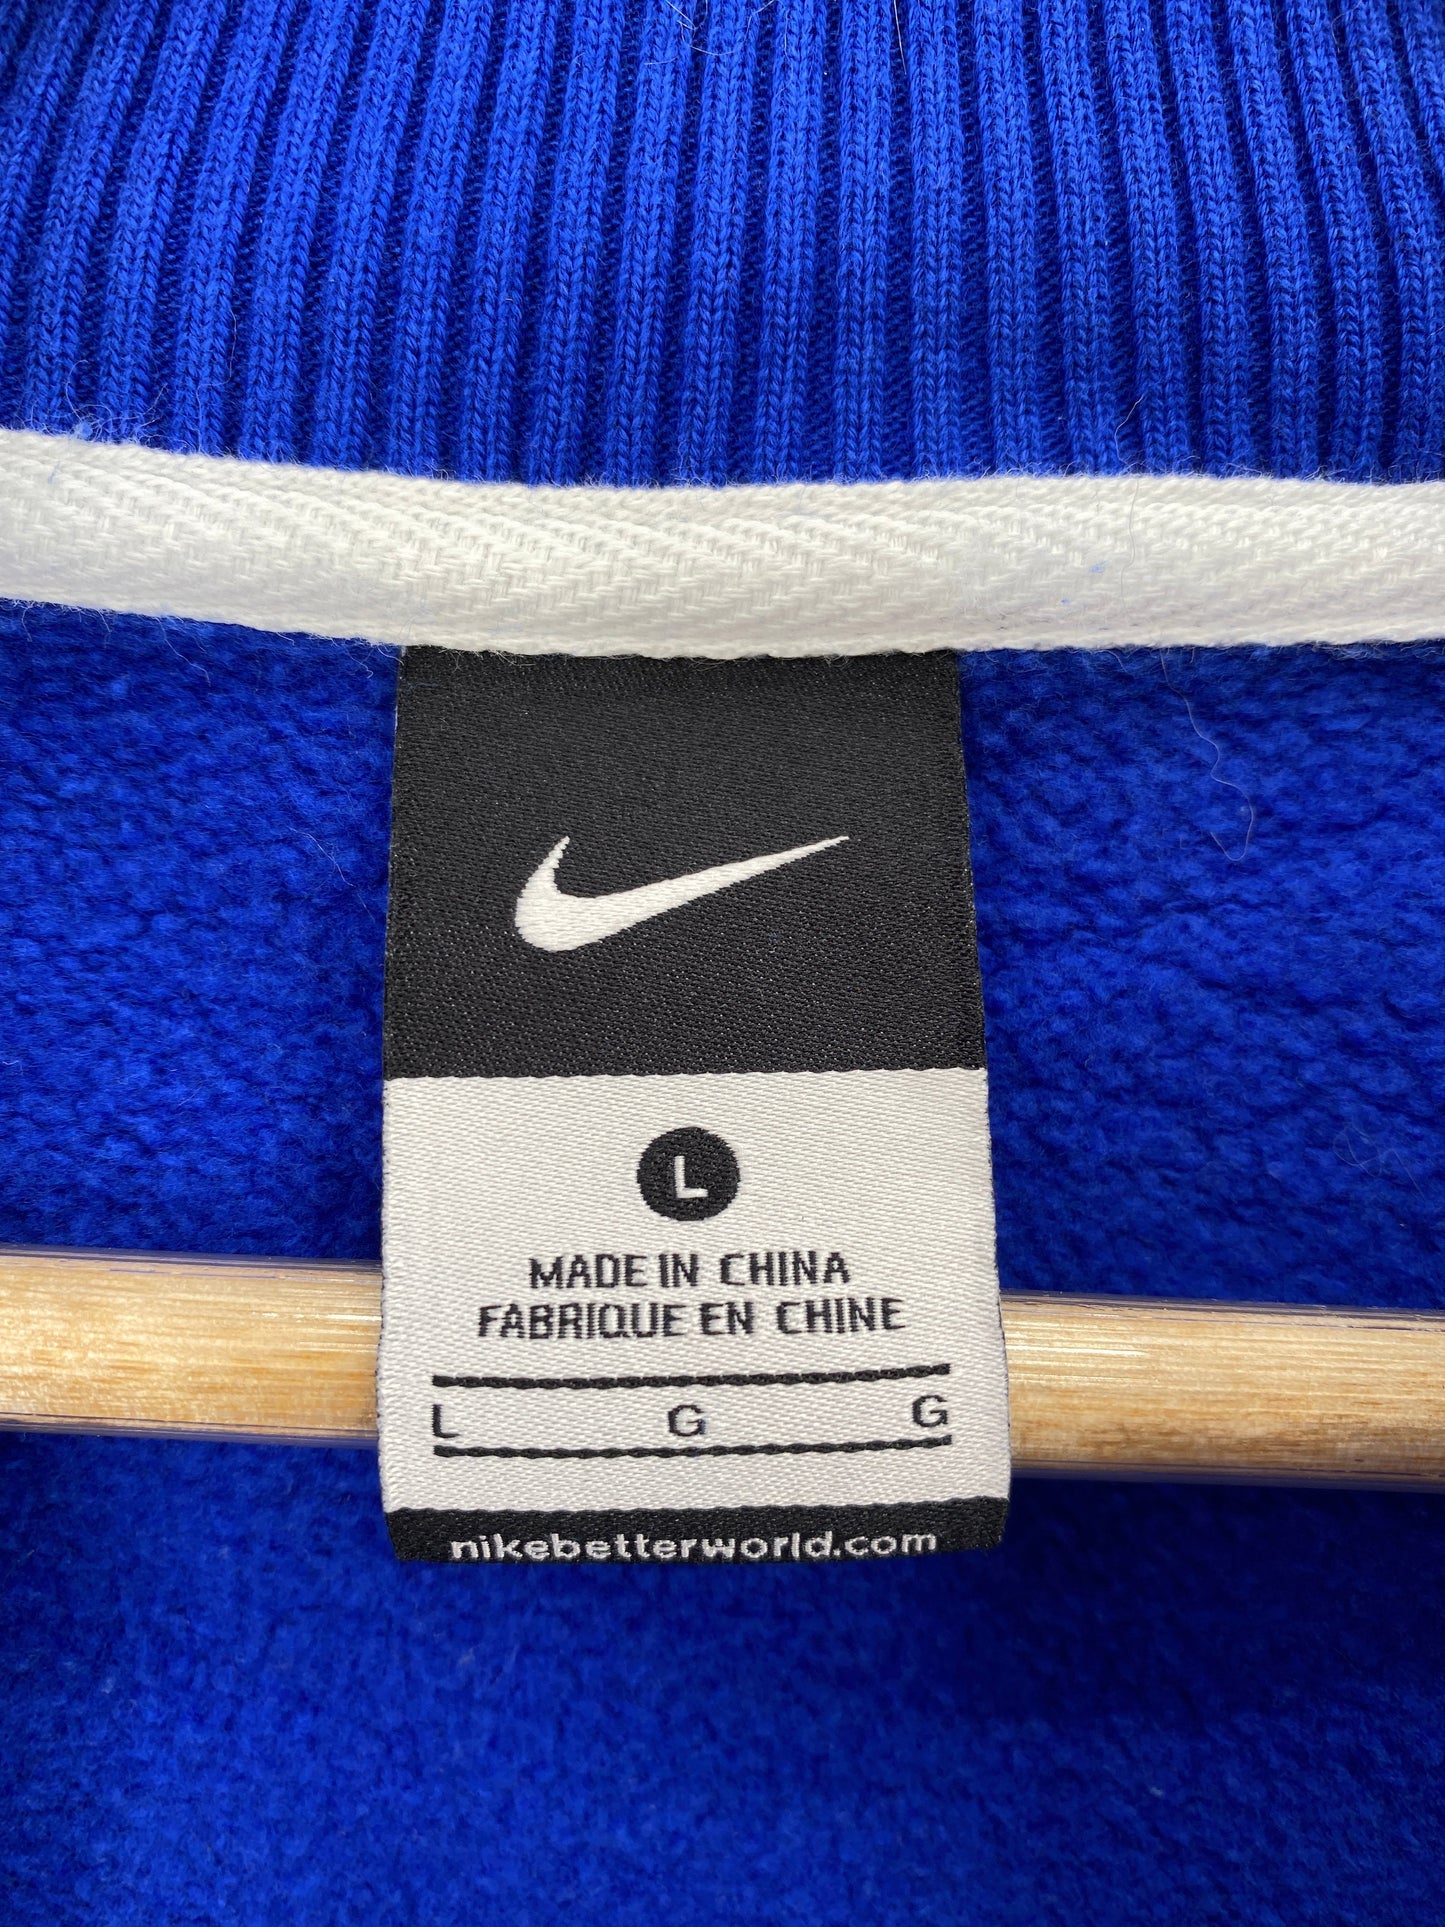 L
MADE IN CHINA
FABRIQUE EN CHINE
L G G
nikebetterworld.com